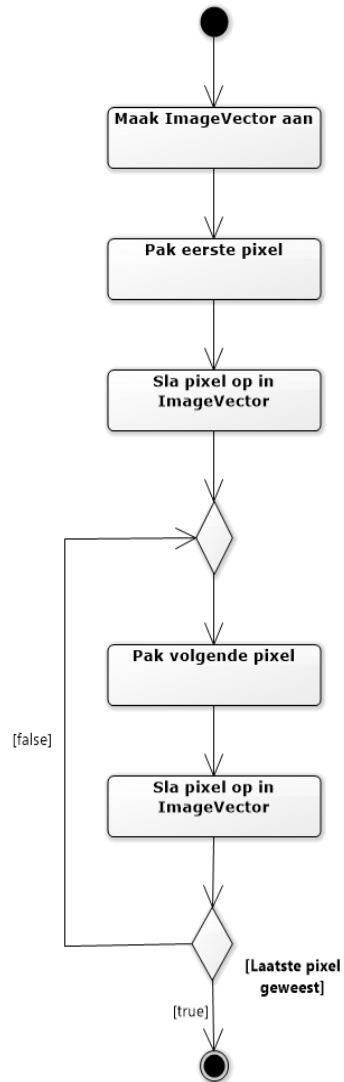 Maak ImageVector aan
Pak eerste pixel
Sla pixel op in
ImageVector
Pak volgende pixel
[false]
Sla pixel op in
ImageVector
[Laatste pixel
geweest]
[true]